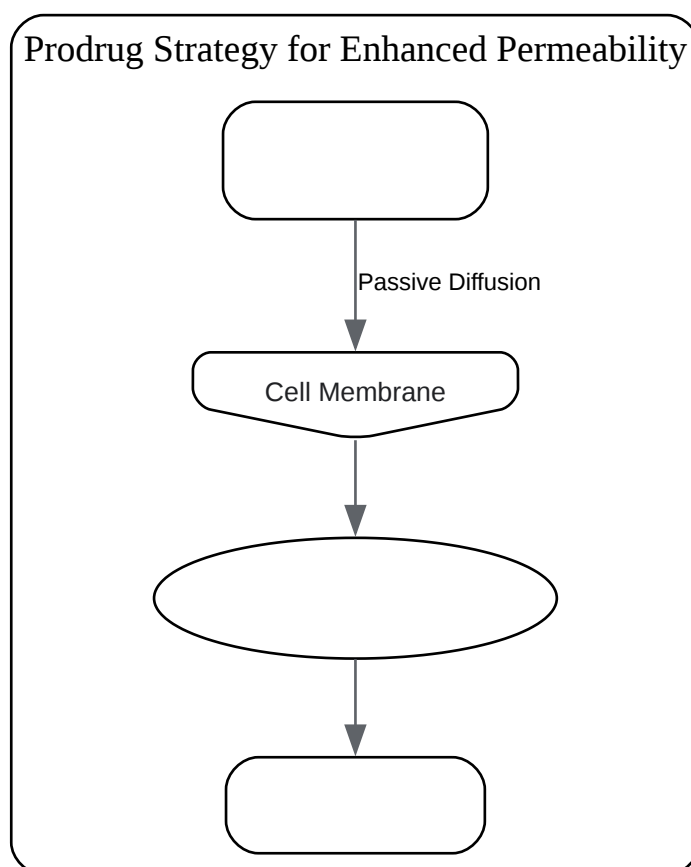 Prodrug Strategy for Enhanced Permeability
Passive Diffusion
Cell Membrane